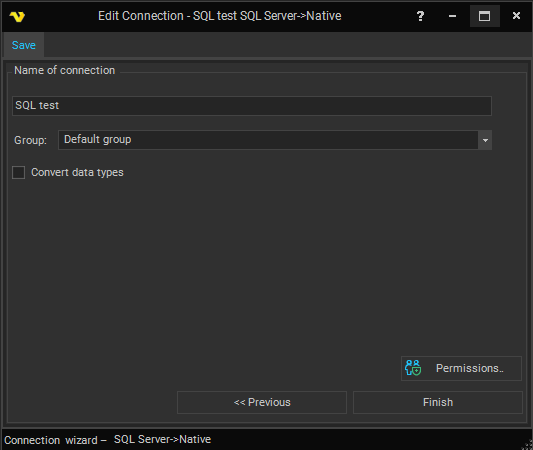 Edit Connection - SQL test SQL Server->Native
?
Save
Name of connection
SQL test
Group: Default group
Convert data types
Permissions..
<< Previous Finish
Connection wizard – SQL Server->Native